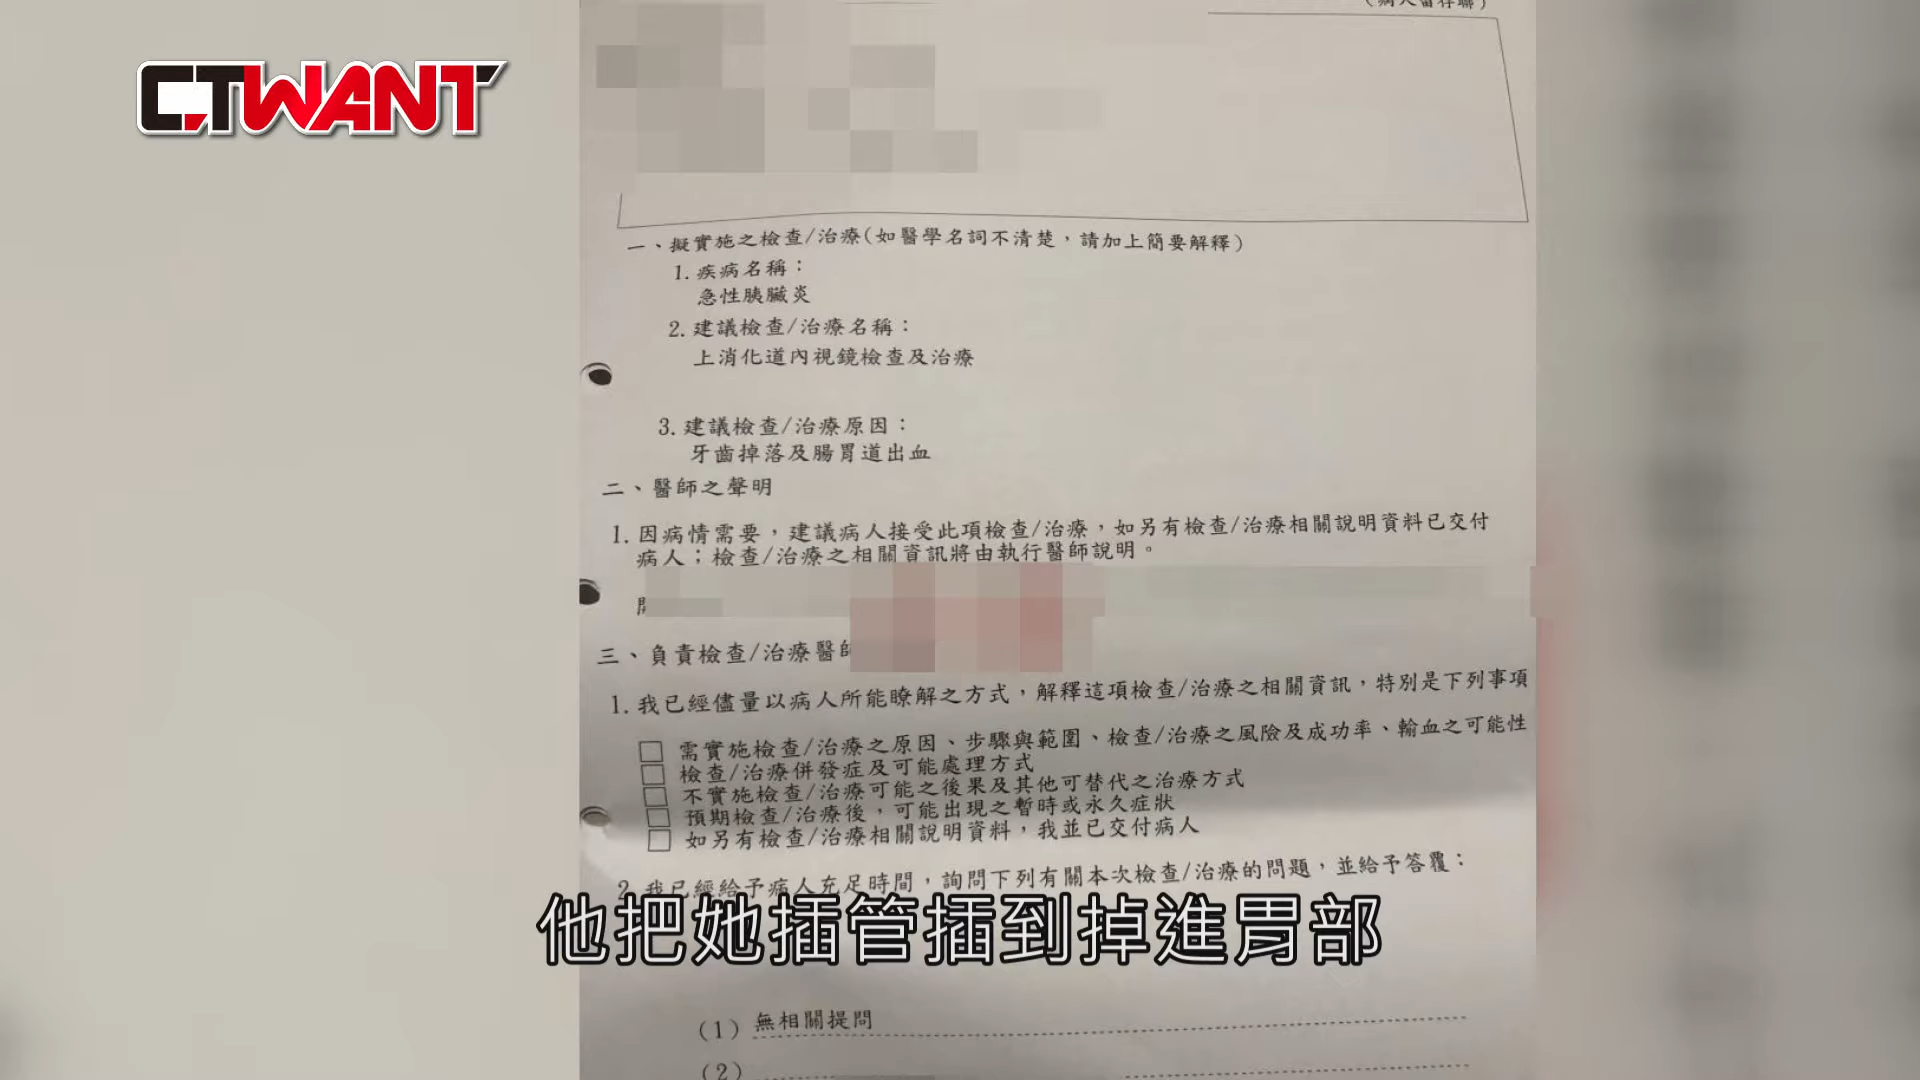 (病人留存聯)
CTWANT
一、擬實施之檢查/治療(如醫學名詞不清楚，請加上簡要解釋)
1.疾病名稱：
急性胰臟炎
2.建議檢查/治療名稱：
上消化道內視鏡檢查及治療
3.建議檢查/治療原因：
牙齒掉落及腸胃道出血
二、醫師之聲明
1.因病情需要，建議病人接受此項檢查/治療，如另有檢查/治療相關說明資料已交付
病人；檢查/治療之相關資訊將由執行醫師說明。
三、負責檢查/治療醫師
1.我已經儘量以病人所能瞭解之方式，解釋這項檢查/治療之相關資訊，特別是下列事項
□ 需實施檢查/治療之原因、步驟與範圍、檢查/治療之風險及成功率、輸血之可能性
□ 檢查/治療併發症及可能處理方式
□ 不實施檢查/治療可能之後果及其他可替代之治療方式
□ 預期檢查/治療後，可能出現之暫時或永久症狀
□ 如另有檢查/治療相關說明資料，我並已交付病人
2.我已經給予病人充足時間，詢問下列有關本次檢查/治療的問題，並給予答覆：
他把她插管插到掉進胃部
(1) 無相關提問
(2)